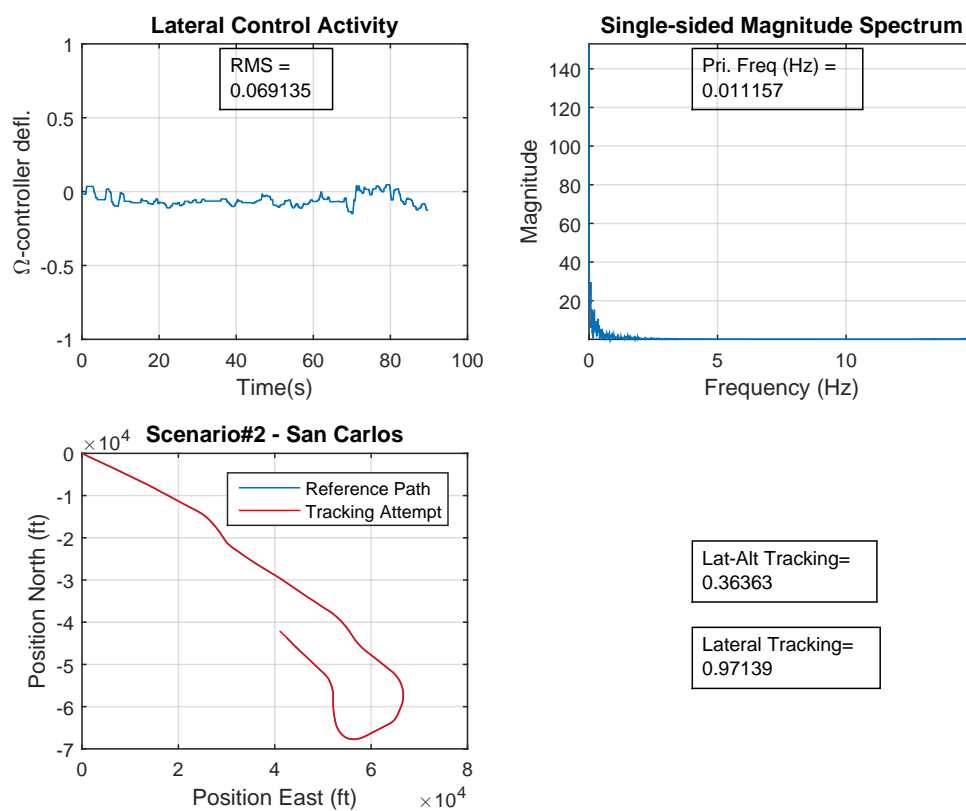 Lateral Control Activity
1
0.5
0
-0.5
-1
Ω-controller defl.
RMS =
0.069135
0 20 40 60 80 100
Time(s)
Single-sided Magnitude Spectrum
140
120
100
80
60
40
20
Magnitude
Pri. Freq (Hz) =
0.011157
0 5 10
Frequency (Hz)
Scenario#2 - San Carlos
×10⁴
0
-1
-2
-3
-4
-5
-6
-7
Position North (ft)
Reference Path
Tracking Attempt
0 2 4 6 8
Position East (ft) ×10⁴
Lat-Alt Tracking=
0.36363
Lateral Tracking=
0.97139